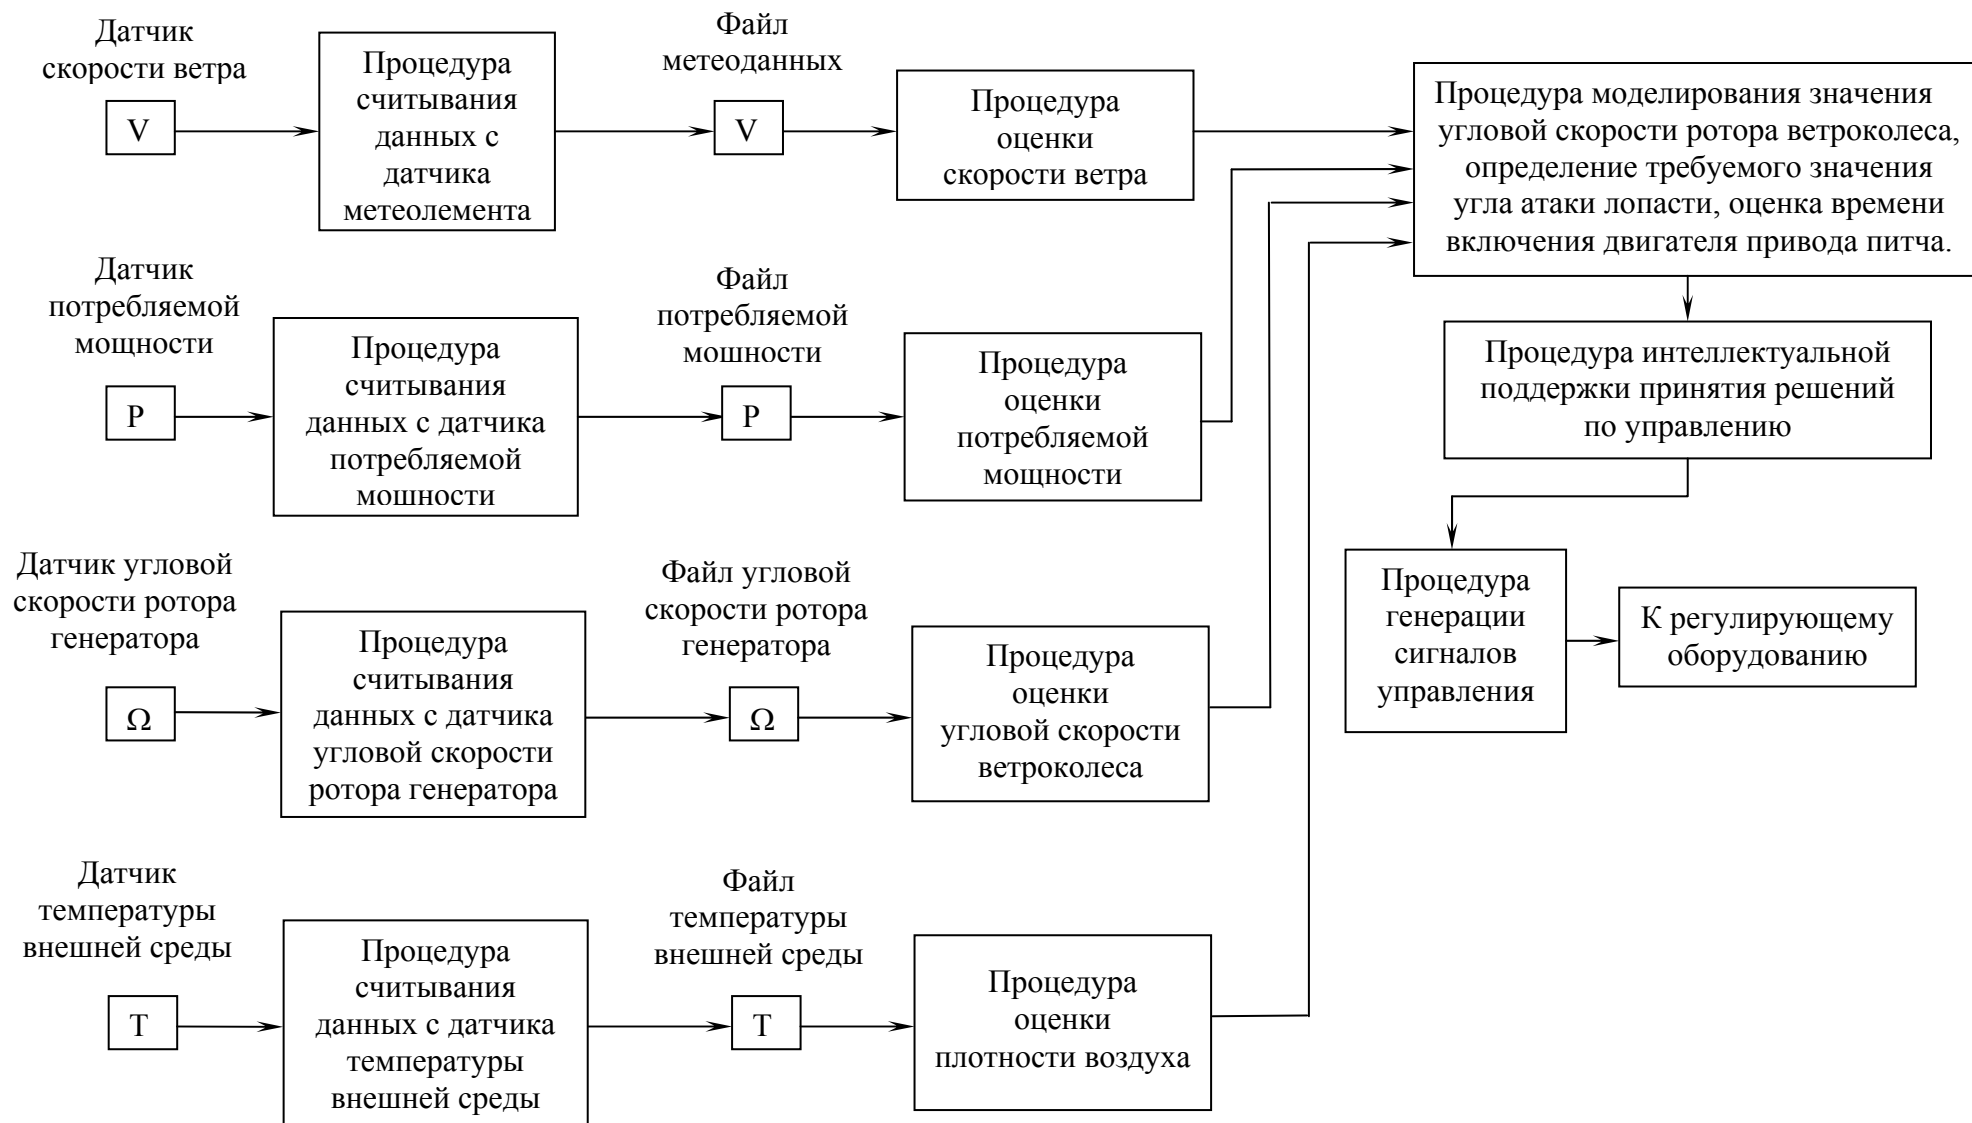 Датчик
скорости ветра
V
Процедура
считывания
данных с
датчика
метеолемента
Файл
метеоданных
V
Процедура
оценки
скорости ветра
Процедура моделирования значения
угловой скорости ротора ветроколеса,
определение требуемого значения
угла атаки лопасти, оценка времени
включения двигателя привода питча.
Датчик
потребляемой
мощности
P
Процедура
считывания
данных с датчика
потребляемой
мошности
Файл
потребляемой
мошности
P
Процедура
оценки
потребляемой
мощности
Процедура интеллектуальной
поддержки принятия решений
по управлению
Датчик угловой
скорости ротора
генератора
Ω
Процедура
считывания
данных с датчика
угловой скорости
ротора генератора
Файл угловой
скорости ротора
генератора
Ω
Процедура
оценки
угловой скорости
ветроколеса
Процедура
генерации
сигналов
управления
К регулирующему
оборудованию
Датчик
температуры
внешней среды
T
Процедура
считывания
данных с датчика
температуры
внешней среды
Файл
температуры
внешней среды
T
Процедура
оценки
плотности воздуха